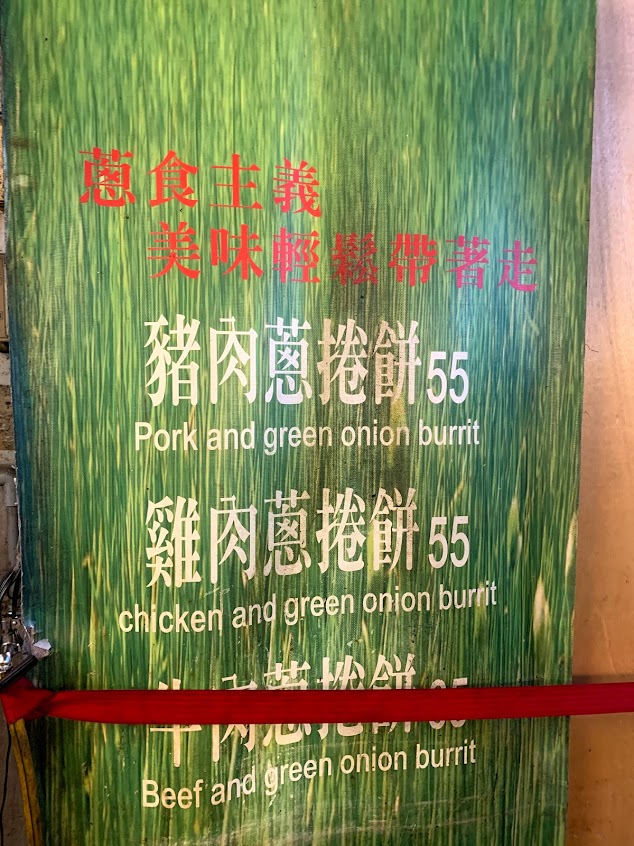 蔥食主義
美味輕鬆帶著走
豬肉蔥捲餅55
Pork and green onion burrit
雞肉蔥捲餅55
chicken and green onion burrit
牛肉蔥捲餅
Beef and green onion burrit